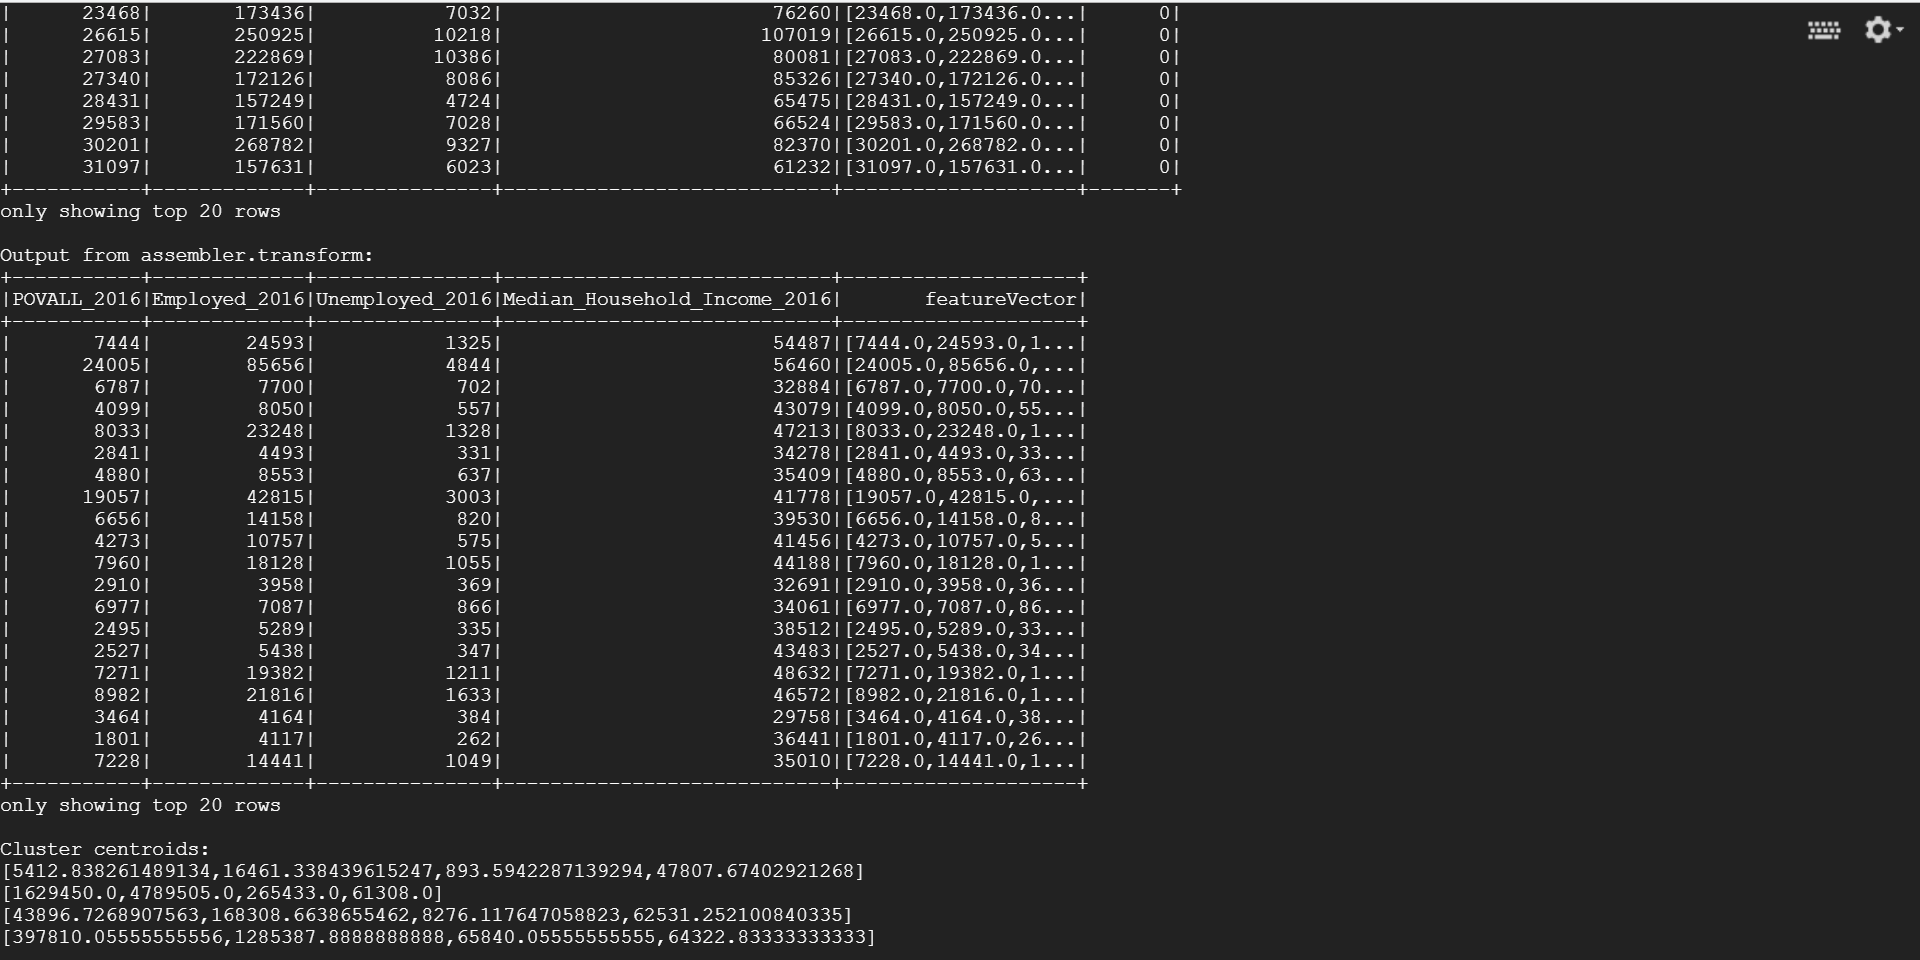 |      23468|       173436|           7032|                       76260|[23468.0,173436.0...|      0|
|      26615|       250925|          10218|                      107019|[26615.0,250925.0...|      0|
|      27083|       222869|          10386|                       80081|[27083.0,222869.0...|      0|
|      27340|       172126|           8086|                       85326|[27340.0,172126.0...|      0|
|      28431|       157249|           4724|                       65475|[28431.0,157249.0...|      0|
|      29583|       171560|           7028|                       66524|[29583.0,171560.0...|      0|
|      30201|       268782|           9327|                       82370|[30201.0,268782.0...|      0|
|      31097|       157631|           6023|                       61232|[31097.0,157631.0...|      0|
+-----------+-------------+---------------+----------------------------+--------------------+-------+
only showing top 20 rows
Output from assembler.transform:
+-----------+-------------+---------------+----------------------------+--------------------+
|POVALL_2016|Employed_2016|Unemployed_2016|Median_Household_Income_2016|       featureVector|
+-----------+-------------+---------------+----------------------------+--------------------+
|       7444|        24593|           1325|                       54487|[7444.0,24593.0,1...|
|      24005|        85656|           4844|                       56460|[24005.0,85656.0,...|
|       6787|         7700|            702|                       32884|[6787.0,7700.0,70...|
|       4099|         8050|            557|                       43079|[4099.0,8050.0,55...|
|       8033|        23248|           1328|                       47213|[8033.0,23248.0,1...|
|       2841|         4493|            331|                       34278|[2841.0,4493.0,33...|
|       4880|         8553|            637|                       35409|[4880.0,8553.0,63...|
|      19057|        42815|           3003|                       41778|[19057.0,42815.0,...|
|       6656|        14158|            820|                       39530|[6656.0,14158.0,8...|
|       4273|        10757|            575|                       41456|[4273.0,10757.0,5...|
|       7960|        18128|           1055|                       44188|[7960.0,18128.0,1...|
|       2910|         3958|            369|                       32691|[2910.0,3958.0,36...|
|       6977|         7087|            866|                       34061|[6977.0,7087.0,86...|
|       2495|         5289|            335|                       38512|[2495.0,5289.0,33...|
|       2527|         5438|            347|                       43483|[2527.0,5438.0,34...|
|       7271|        19382|           1211|                       48632|[7271.0,19382.0,1...|
|       8982|        21816|           1633|                       46572|[8982.0,21816.0,1...|
|       3464|         4164|            384|                       29758|[3464.0,4164.0,38...|
|       1801|         4117|            262|                       36441|[1801.0,4117.0,26...|
|       7228|        14441|           1049|                       35010|[7228.0,14441.0,1...|
+-----------+-------------+---------------+----------------------------+--------------------+
only showing top 20 rows
Cluster centroids:
[5412.838261489134,16461.338439615247,893.5942287139294,47807.67402921268]
[1629450.0,4789505.0,265433.0,61308.0]
[43896.7268907563,168308.6638655462,8276.117647058823,62531.252100840335]
[397810.05555555556,1285387.8888888888,65840.05555555555,64322.83333333333]